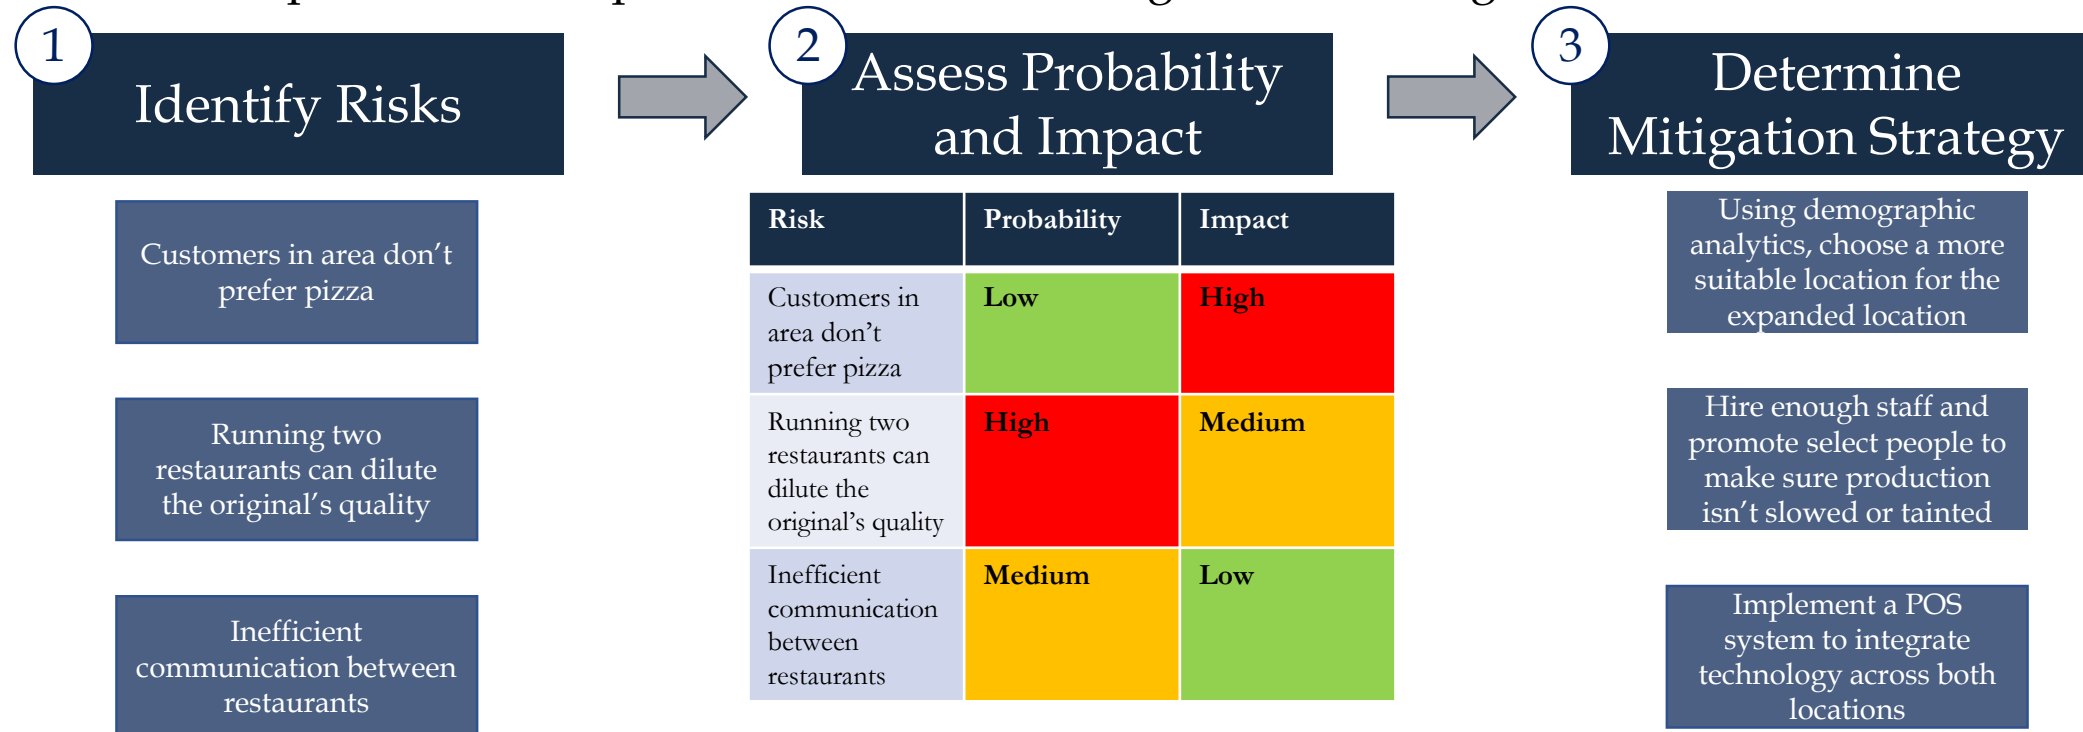 1
Identify Risks
2
Assess Probability
and Impact
3
Determine
Mitigation Strategy
Customers in area don’t
prefer pizza
Running two
restaurants can dilute
the original’s quality
Inefficient
communication between
restaurants
Risk Probability Impact
Customers in
area don’t
prefer pizza
Low
High
Running two
restaurants can
dilute the
original’s quality
High
Medium
Inefficient
communication
between
restaurants
Medium
Low
Using demographic
analytics, choose a more
suitable location for the
expanded location
Hire enough staff and
promote select people to
make sure production
isn’t slowed or tainted
Implement a POS
system to integrate
technology across both
locations